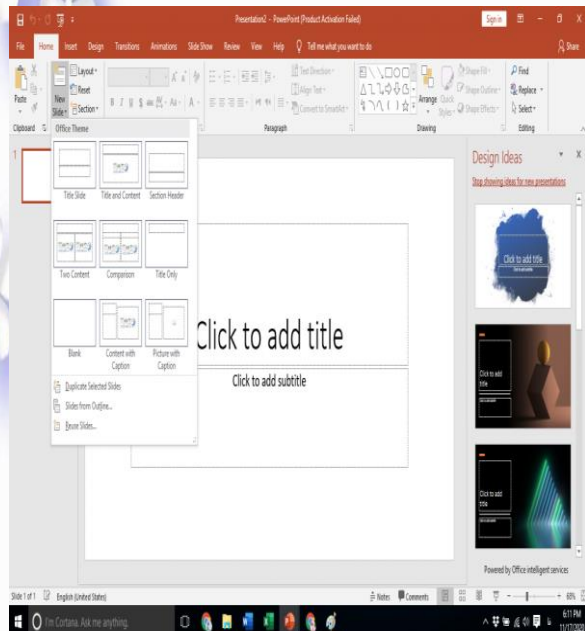 Presentation2 - PowerPoint (Product Activation Failed)
Sign in
File Home Insert Design Transitions Animations Slide Show Review View Help Tell me what you want to do
Share
Paste
New Slide
Layout
Reset
Section
Text Direction
Align Text
Convert to SmartArt
Arrange
Quick Styles
Shape Fill
Shape Outline
Shape Effects
Find
Replace
Select
Clipboard
Paragraph
Drawing
Editing
Office Theme
Title Slide
Title and Content
Section Header
Two Content
Comparison
Title Only
Blank
Content with Caption
Picture with Caption
Duplicate Selected Slides
Slides from Outline...
Reuse Slides...
1
Click to add title
Click to add subtitle
Design Ideas
Stop showing ideas for new presentations
Click to add title
Click to add title
Click to add title
Powered by Office intelligent services
Slide 1 of 1
English (United States)
Notes
Comments
60%
I'm Cortana. Ask me anything.
6:11 PM